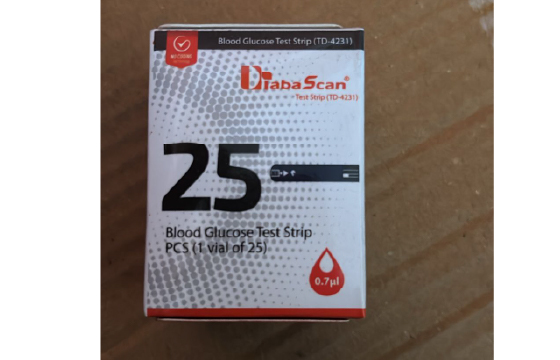 Blood Glucose Test Strip (TD-4231)
DiabaScan®
Test Strip (TD-4231)
25
Blood Glucose Test Strip
PCS (1 vial of 25)
0.7µl